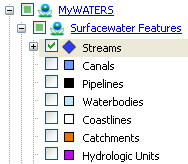 MyWATERS
Surfacewater Features
Streams
Canals
Pipelines
Waterbodies
Coastlines
Catchments
Hydrologic Units